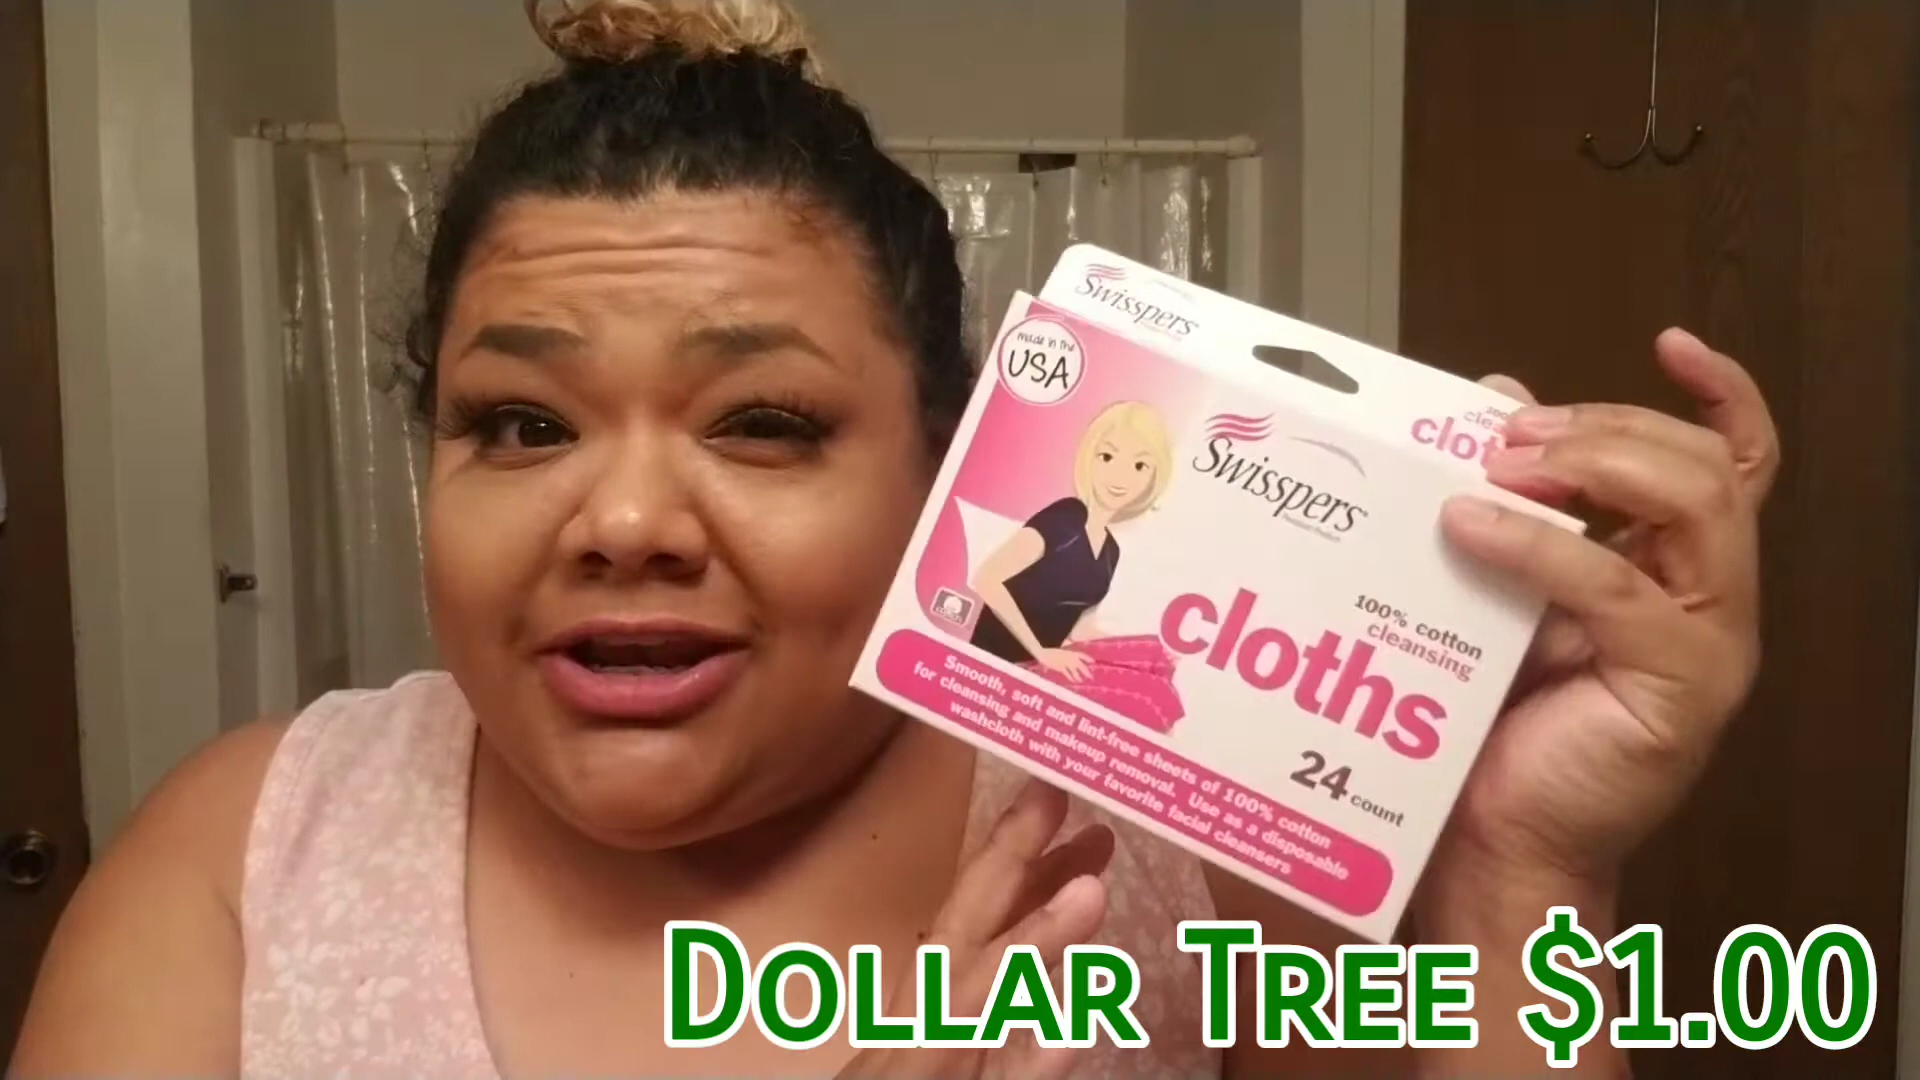 Swisspers
100%
cle
clot
made in the
USA
Swisspers
100% cotton
cleansing
cloths
24 count
Smooth, soft and lint-free sheets of 100% cotton
for cleansing and makeup removal. Use as a disposable
washcloth with your favorite facial cleansers
DOLLAR TREE $1.00